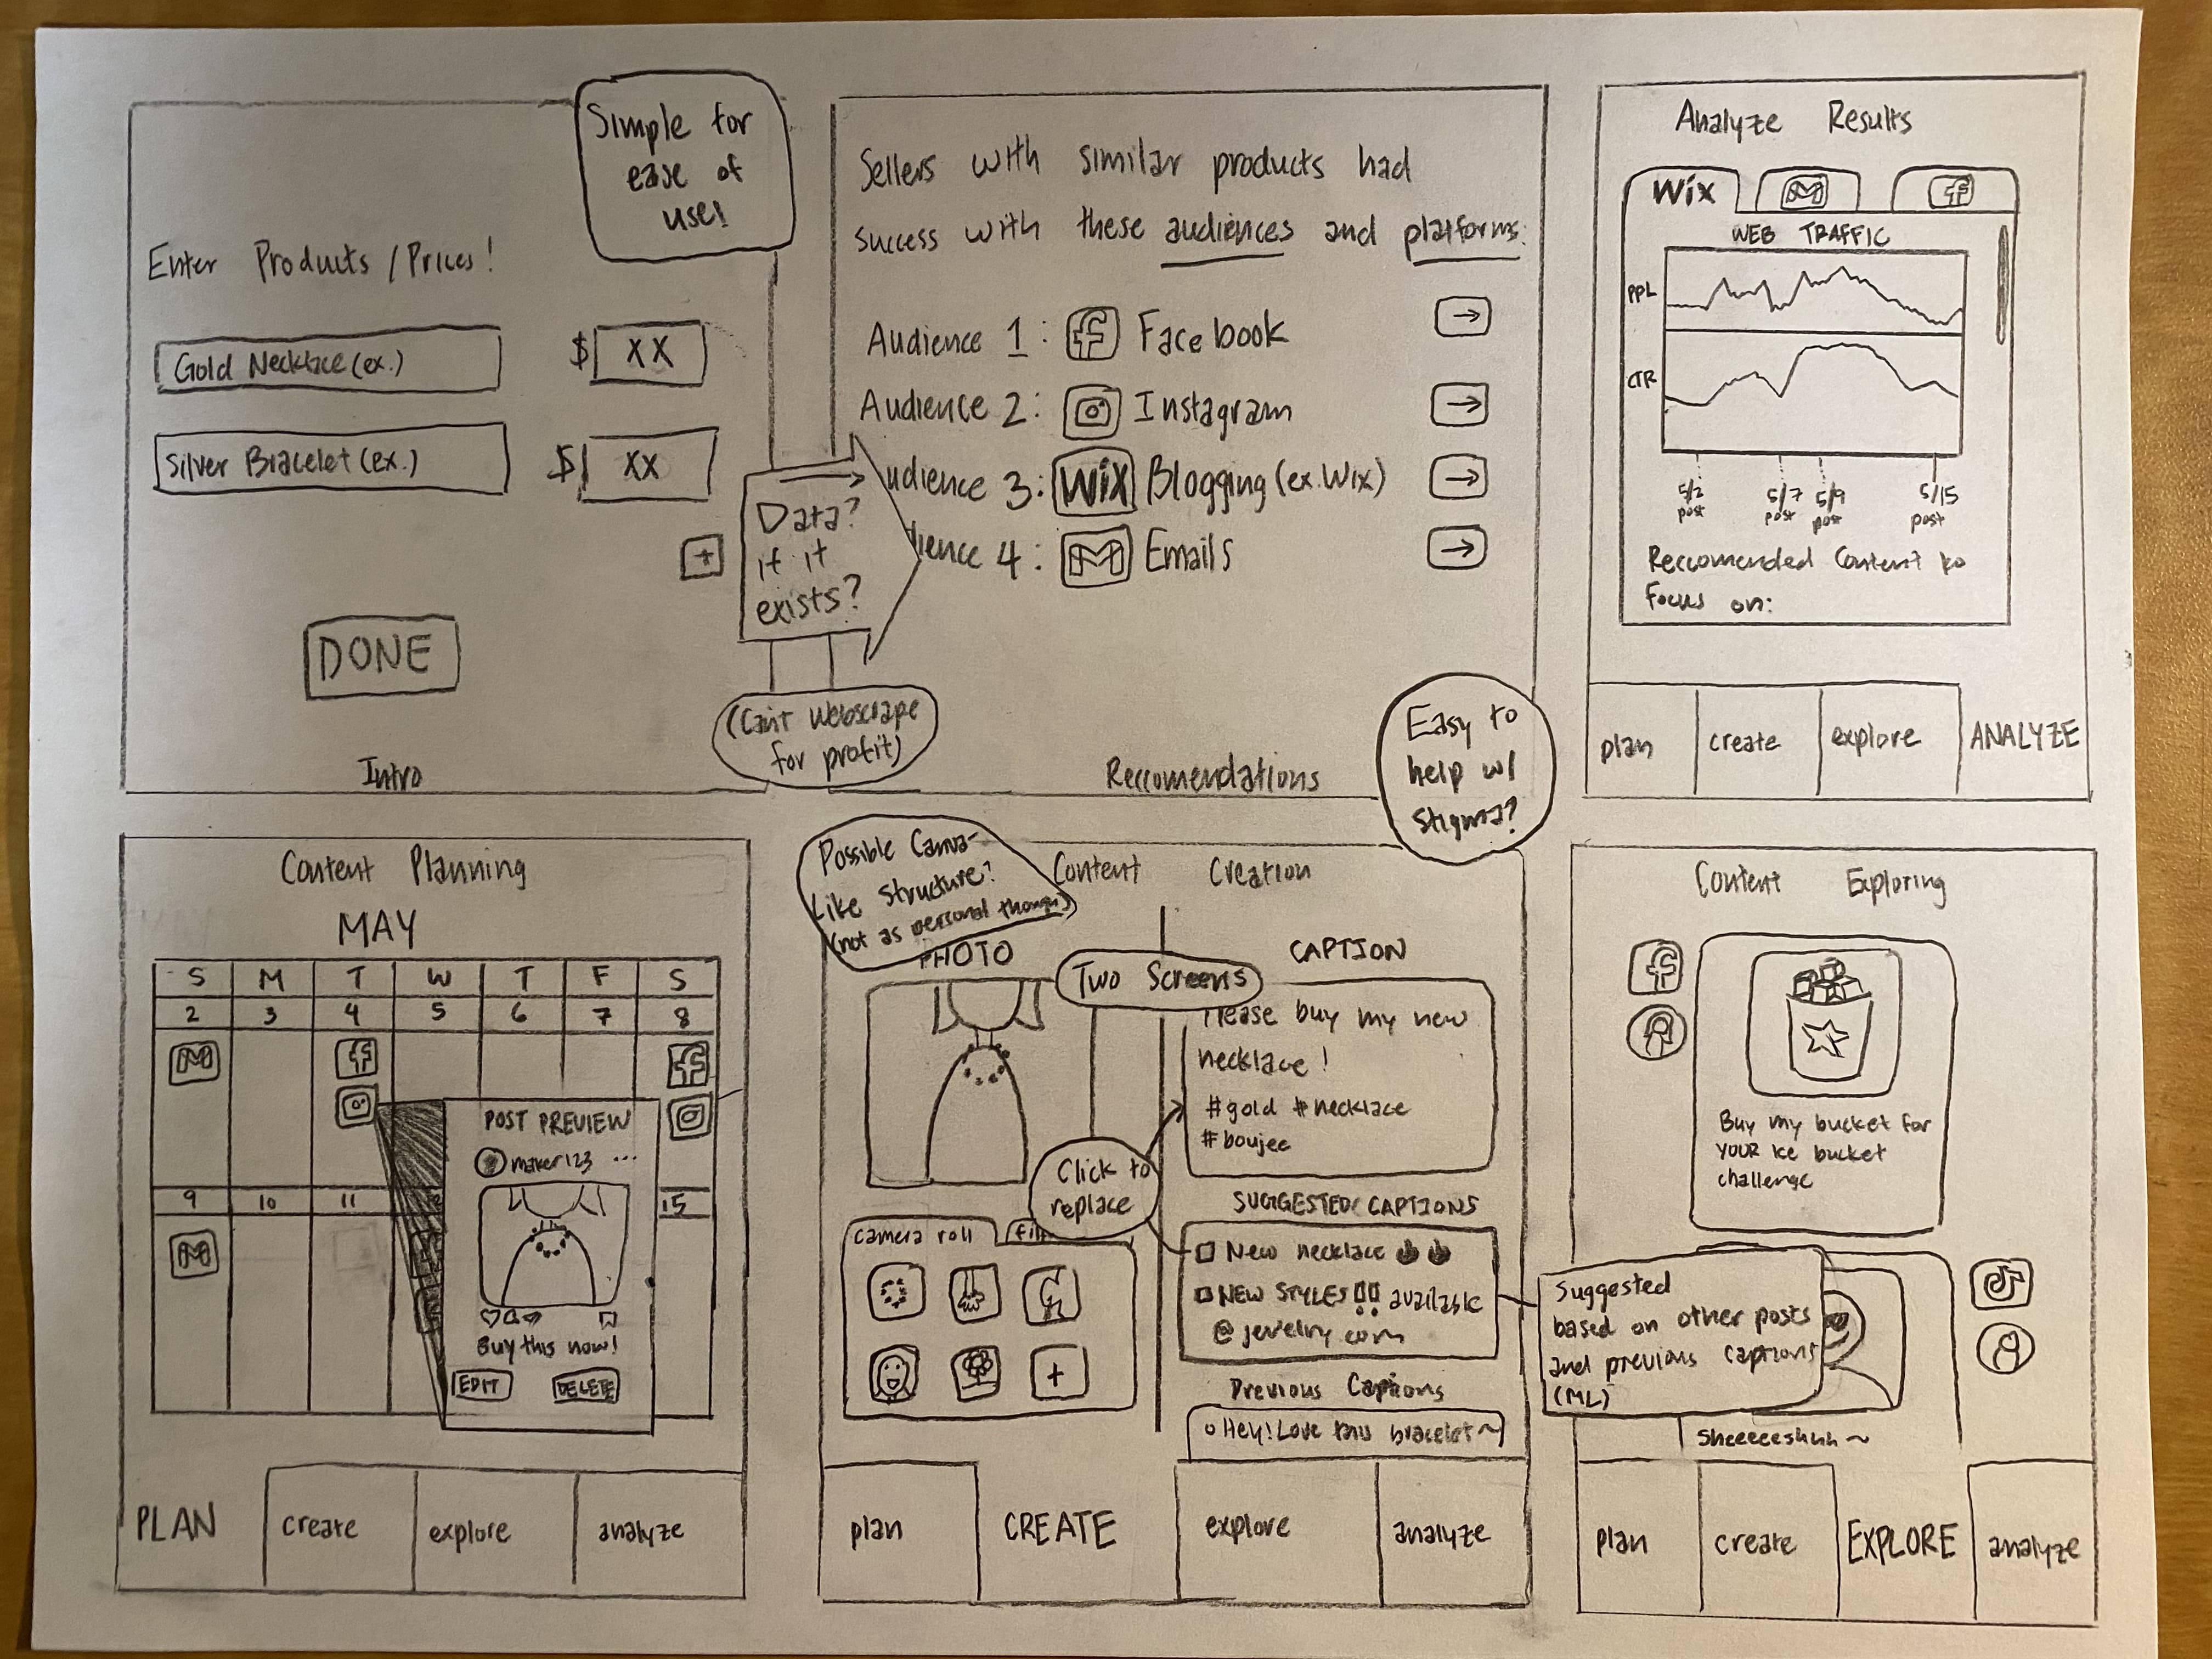 Simple for
ease of
use!
Enter Products / Prices!
Gold Necklace (ex.)
$ XX
Silver Bracelet (ex.)
$ XX
+
DONE
Intro
Data?
if it
exists?
(Can't webscrape
for profit)
Sellers with similar products had
success with these audiences and platforms:
Audience 1: f Facebook →
Audience 2: Instagram →
udience 3: WiX Blogging (ex. Wix) →
dience 4: M Emails →
Reccomendations
Easy to
help w/
Stigma?
Analyze Results
Wix M f
WEB TRAFFIC
PPL
CTR
5/2 5/7 5/9 5/15
post post post post
Reccomended Content to
focus on:
plan create explore ANALYZE
Content Planning
MAY
S M T W T F S
2 3 4 5 6 7 8
M f f
POST PREVIEW
maker123 ...
9 10 11 15
M
Buy this now!
EDIT DELETE
PLAN create explore analyze
Possible Canva-
Like structure?
(not as personal though)
Content Creation
PHOTO
Two Screens
CAPTION
Please buy my new
necklace!
#gold #necklace
#boujee
Click to
replace
camera roll
+
SUGGESTED CAPTIONS
New necklace
NEW STYLES!! available
@jewelry.com
Previous Captions
Hey! Love this bracelet~
plan CREATE explore analyze
Content Exploring
f
Buy my bucket for
YOUR ice bucket
challenge
Suggested
based on other posts
and previous captions
(ML)
Sheeeeeshhh ~
plan create EXPLORE analyze